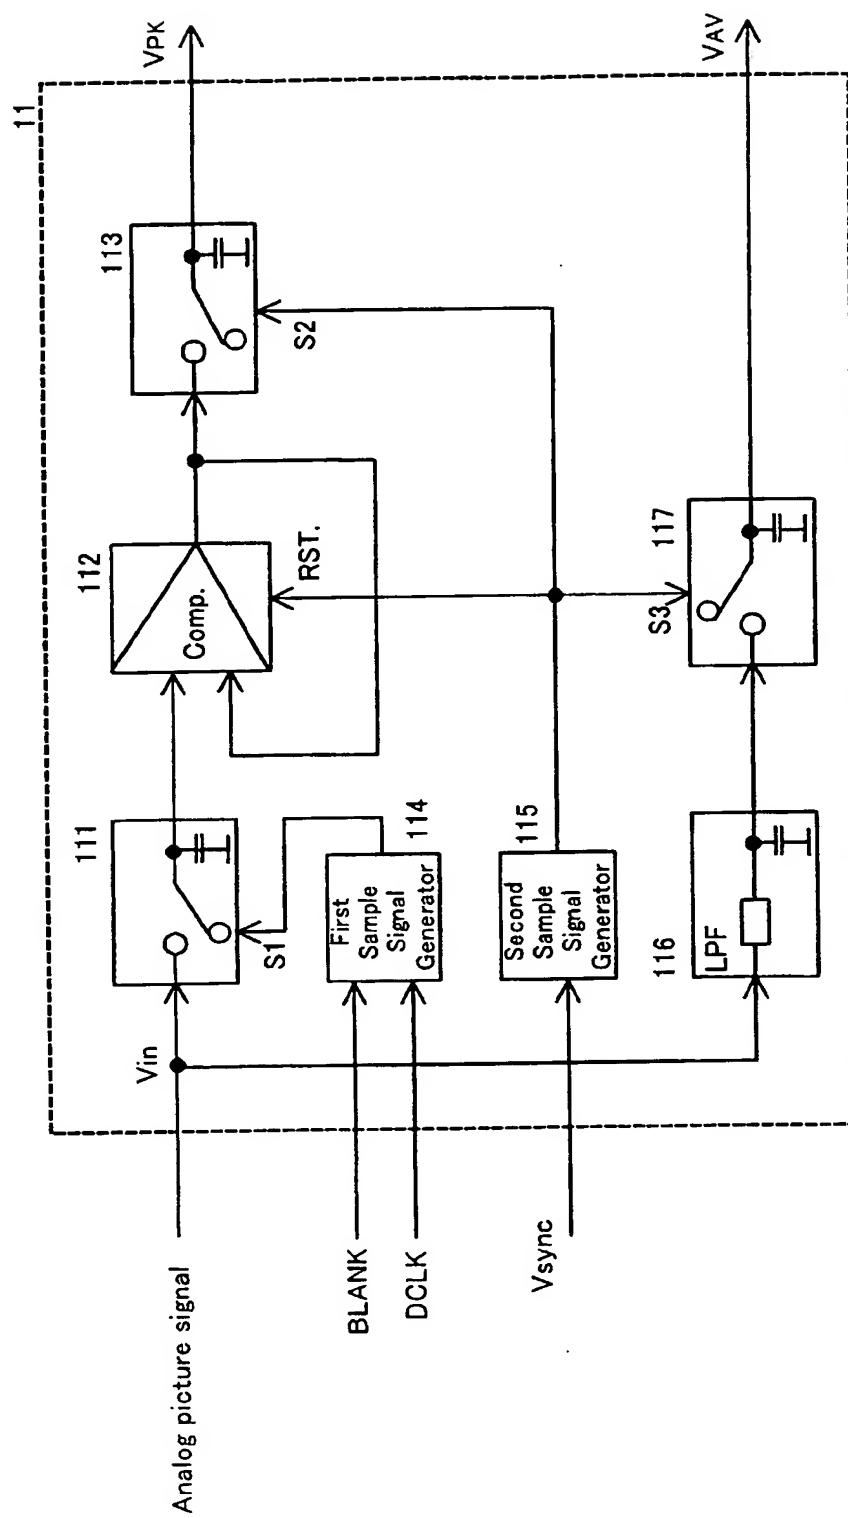 11
Analog picture signal
Vin
111
S1
112
Comp.
RST.
113
S2
VPK
BLANK
DCLK
First
Sample
Signal
Generator
114
Vsync
Second
Sample
Signal
Generator
115
116
LPF
S3
117
VAV